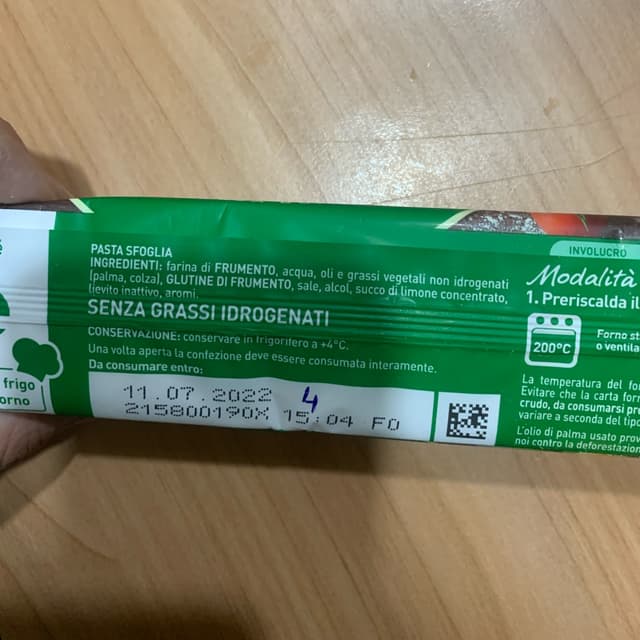 PASTA SFOGLIA
INGREDIENTI: farina di FRUMENTO, acqua, oli e grassi vegetali non idrogenati
(palma, colza), GLUTINE DI FRUMENTO, sale, alcol, succo di limone concentrato,
lievito inattivo, aromi.
SENZA GRASSI IDROGENATI
CONSERVAZIONE: conservare in frigorifero a +4°C.
Una volta aperta la confezione deve essere consumata interamente.
Da consumare entro:
11.07.2022 4
215800190X 15:04 F0
frigo
orno
INVOLUCRO
Modalità
1. Preriscalda il
200°C
Forno st
o ventila
La temperatura del for
Evitare che la carta forn
crudo, da consumarsi pre
variare a seconda del tipo
L'olio di palma usato prov
noi contro la deforestazion